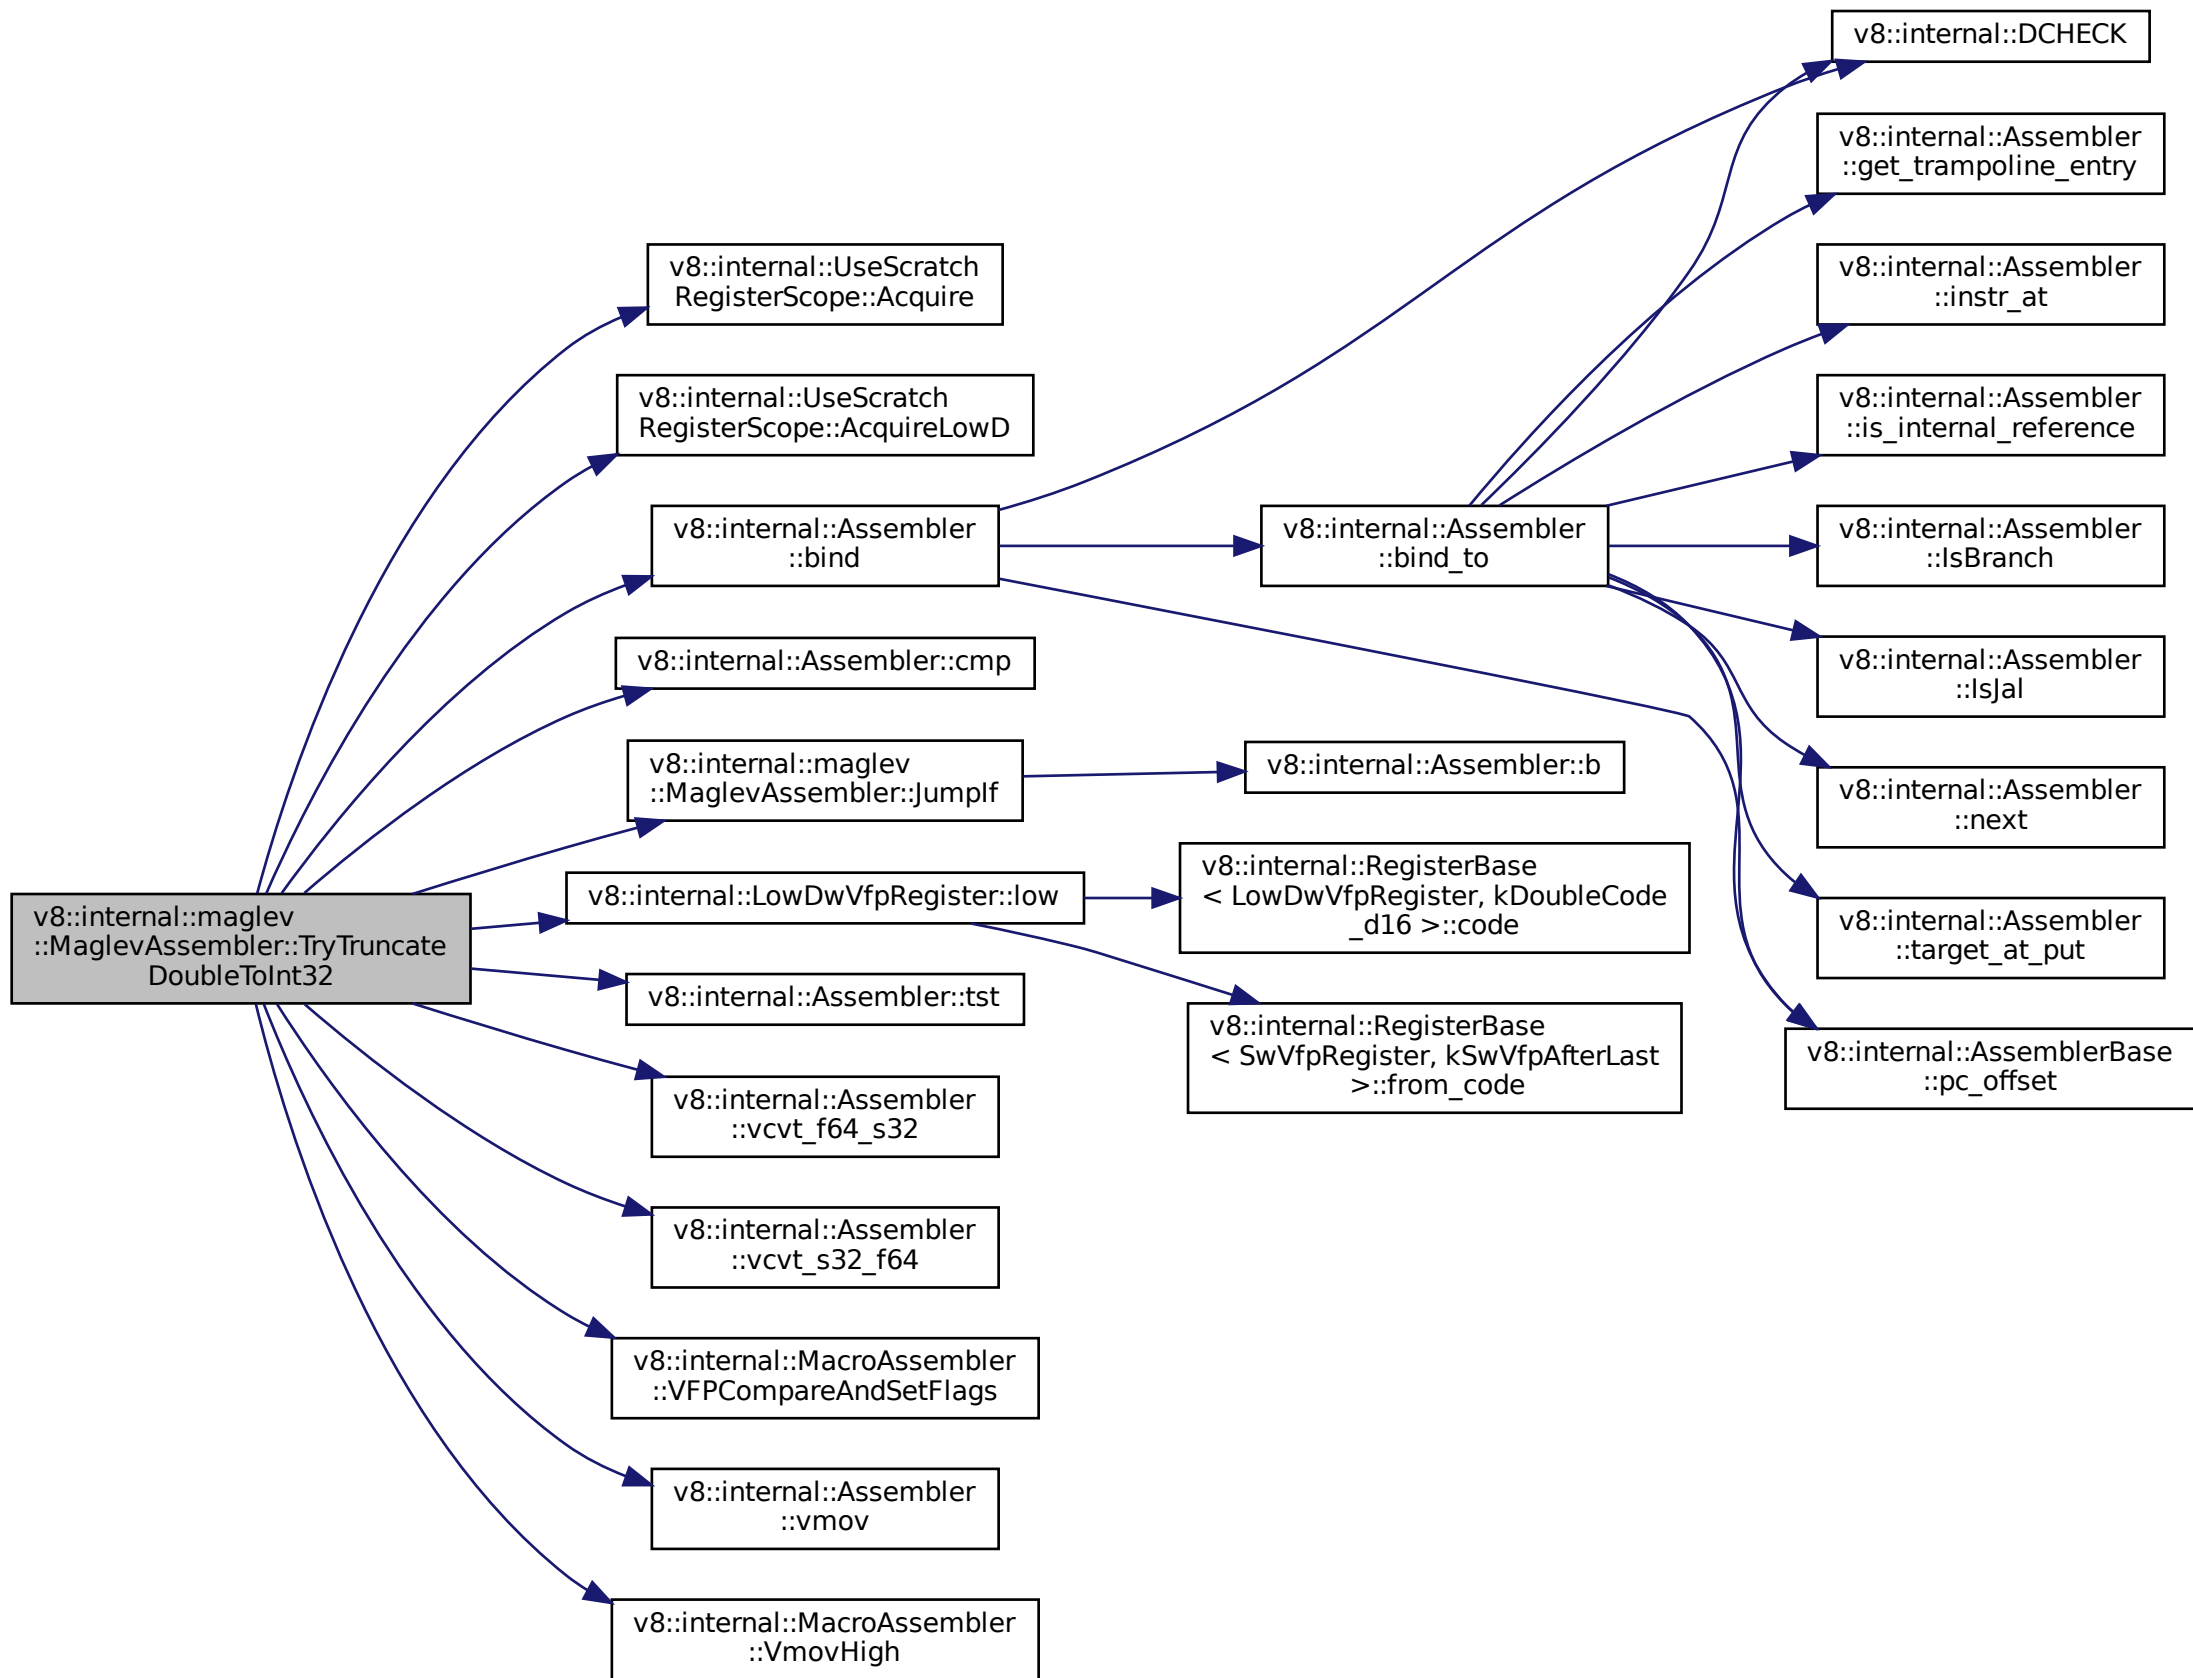 v8::internal::maglev
::MaglevAssembler::TryTruncate
DoubleToInt32
v8::internal::UseScratch
RegisterScope::Acquire
v8::internal::UseScratch
RegisterScope::AcquireLowD
v8::internal::Assembler
::bind
v8::internal::Assembler::cmp
v8::internal::maglev
::MaglevAssembler::JumpIf
v8::internal::LowDwVfpRegister::low
v8::internal::Assembler::tst
v8::internal::Assembler
::vcvt_f64_s32
v8::internal::Assembler
::vcvt_s32_f64
v8::internal::MacroAssembler
::VFPCompareAndSetFlags
v8::internal::Assembler
::vmov
v8::internal::MacroAssembler
::VmovHigh
v8::internal::Assembler
::bind_to
v8::internal::Assembler::b
v8::internal::RegisterBase
< LowDwVfpRegister, kDoubleCode
_d16 >::code
v8::internal::RegisterBase
< SwVfpRegister, kSwVfpAfterLast
>::from_code
v8::internal::DCHECK
v8::internal::Assembler
::get_trampoline_entry
v8::internal::Assembler
::instr_at
v8::internal::Assembler
::is_internal_reference
v8::internal::Assembler
::IsBranch
v8::internal::Assembler
::IsJal
v8::internal::Assembler
::next
v8::internal::Assembler
::target_at_put
v8::internal::AssemblerBase
::pc_offset